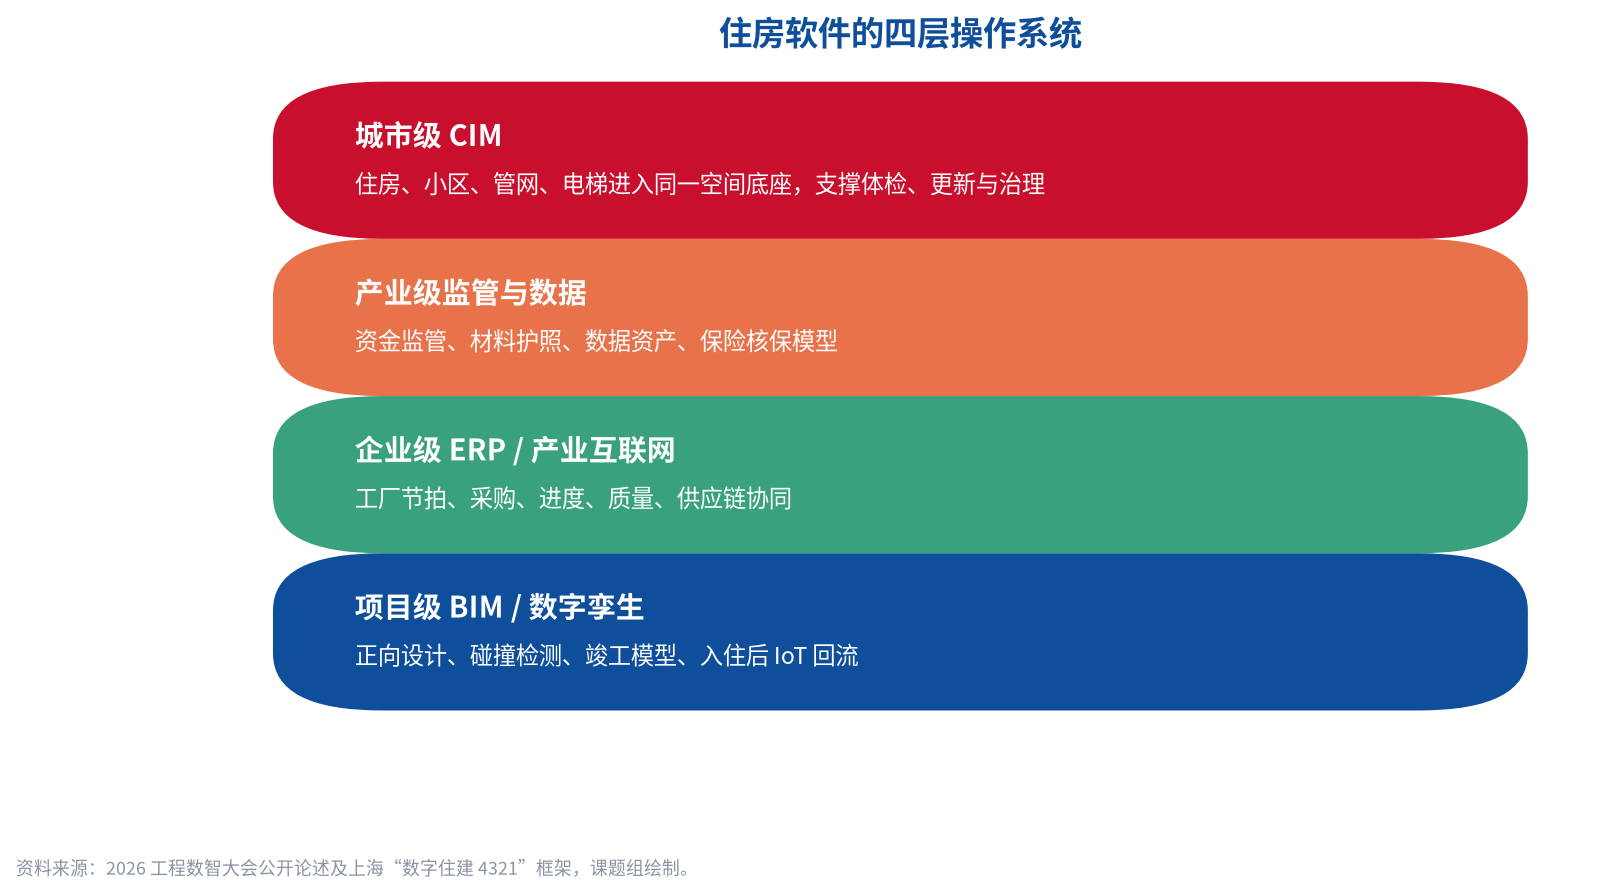 住房软件的四层操作系统
城市级 CIM
住房、小区、管网、电梯进入同一空间底座，支撑体检、更新与治理
产业级监管与数据
资金监管、材料护照、数据资产、保险核保模型
企业级 ERP / 产业互联网
工厂节拍、采购、进度、质量、供应链协同
项目级 BIM / 数字孪生
正向设计、碰撞检测、竣工模型、入住后 IoT 回流
资料来源：2026 工程数智大会公开论述及上海“数字住建 4321”框架，课题组绘制。